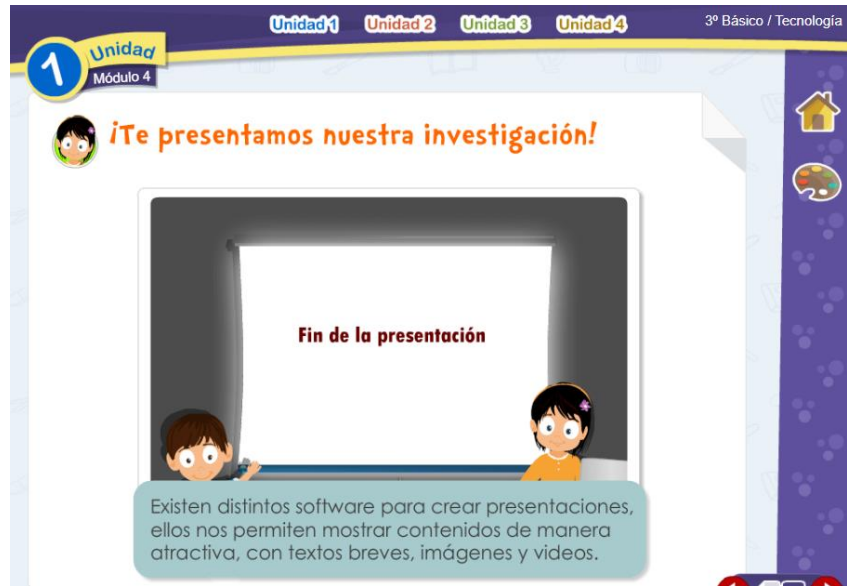 Unidad 1 Unidad 2 Unidad 3 Unidad 4 3º Básico / Tecnología
1 Unidad
Módulo 4
¡Te presentamos nuestra investigación!
Fin de la presentación
Existen distintos software para crear presentaciones,
ellos nos permiten mostrar contenidos de manera
atractiva, con textos breves, imágenes y videos.